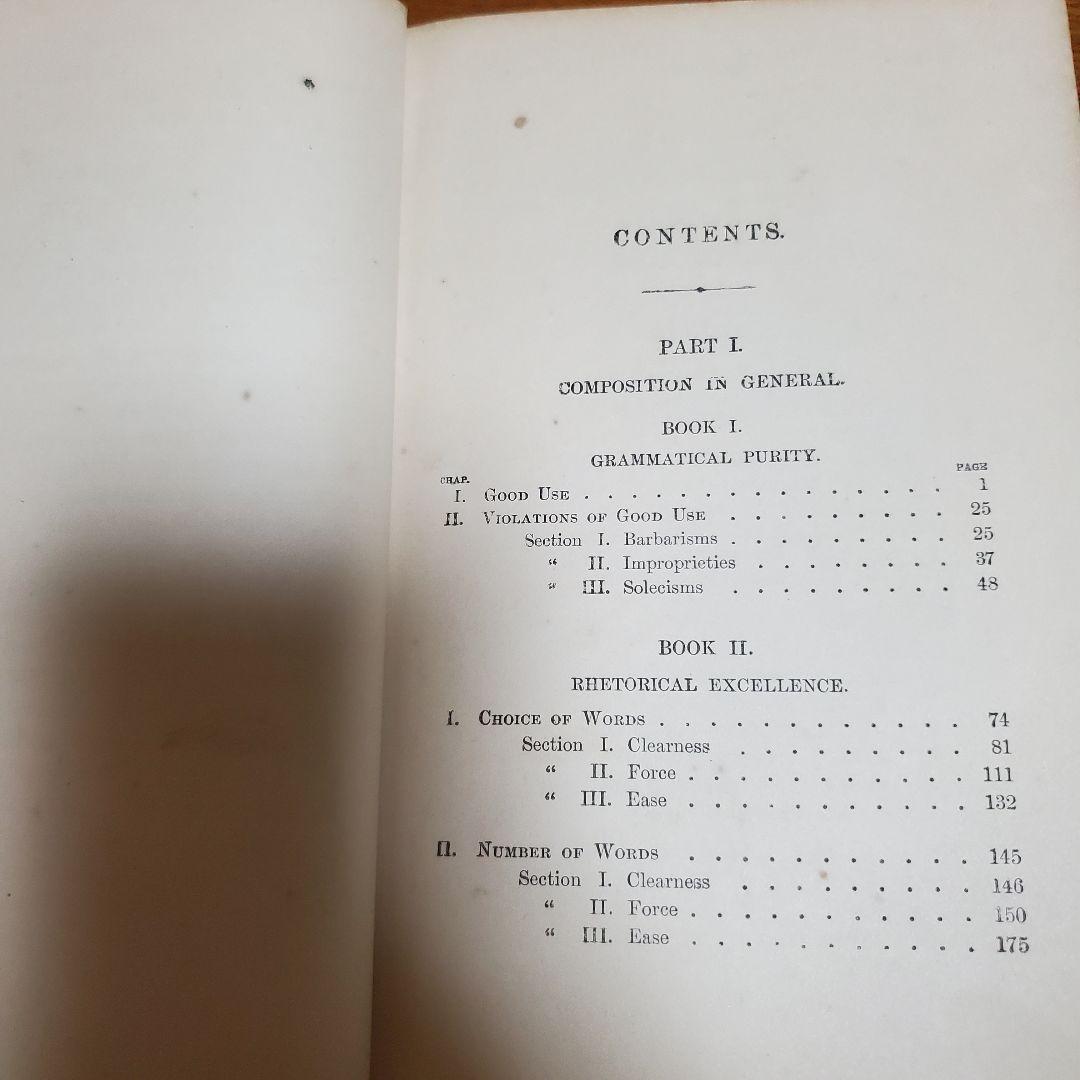 CONTENTS.
PART I.
COMPOSITION IN GENERAL.
BOOK I.
GRAMMATICAL PURITY.
CHAP. PAGE
I. GOOD USE . . . . . . . . . . . . . . . 1
II. VIOLATIONS OF GOOD USE . . . . . . . . . 25
Section I. Barbarisms . . . . . . . . . 25
“ II. Improprieties . . . . . . . . 37
“ III. Solecisms . . . . . . . . . 48
BOOK II.
RHETORICAL EXCELLENCE.
I. CHOICE OF WORDS . . . . . . . . . . . . 74
Section I. Clearness . . . . . . . . . 81
“ II. Force . . . . . . . . . . . 111
“ III. Ease . . . . . . . . . . . 132
II. NUMBER OF WORDS . . . . . . . . . . . 145
Section I. Clearness . . . . . . . . . 146
“ II. Force . . . . . . . . . . . 150
“ III. Ease . . . . . . . . . . . 175